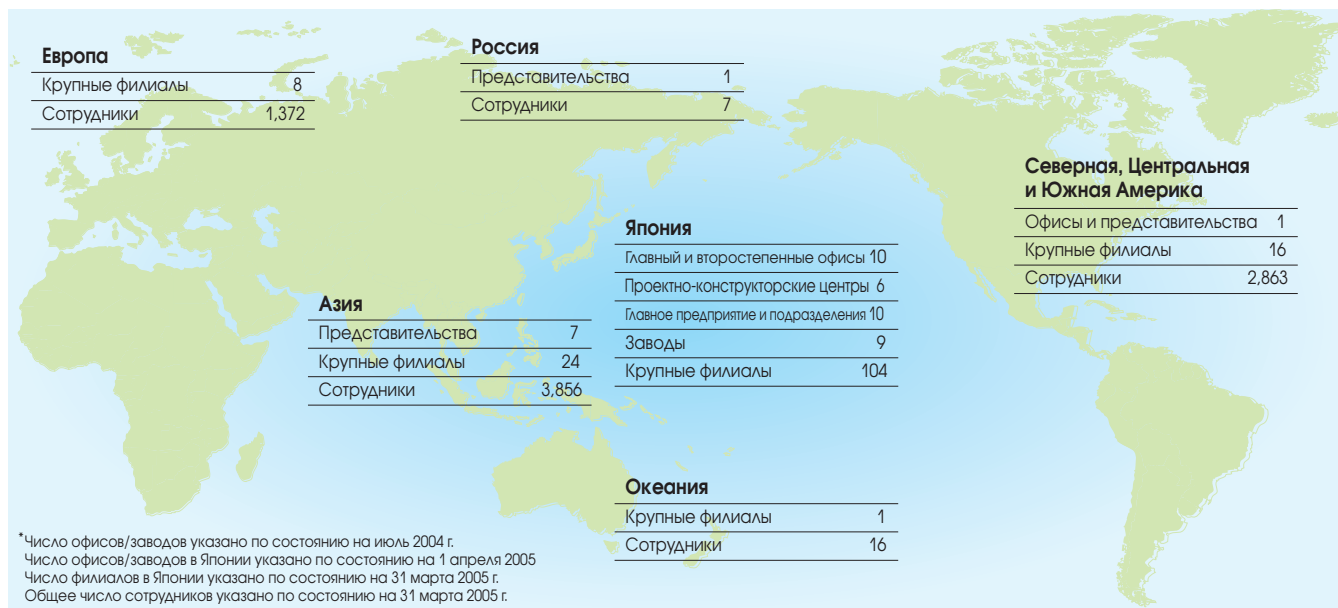 Европа
Крупные филиалы 8
Сотрудники 1,372
Россия
Представительства 1
Сотрудники 7
Северная, Центральная
и Южная Америка
Офисы и представительства 1
Крупные филиалы 16
Сотрудники 2,863
Япония
Главный и второстепенные офисы 10
Проектно-конструкторские центры 6
Главное предприятие и подразделения 10
Заводы 9
Крупные филиалы 104
Азия
Представительства 7
Крупные филиалы 24
Сотрудники 3,856
Океания
Крупные филиалы 1
Сотрудники 16
*Число офисов/заводов указано по состоянию на июль 2004 г.
Число офисов/заводов в Японии указано по состоянию на 1 апреля 2005
Число филиалов в Японии указано по состоянию на 31 марта 2005 г.
Общее число сотрудников указано по состоянию на 31 марта 2005 г.